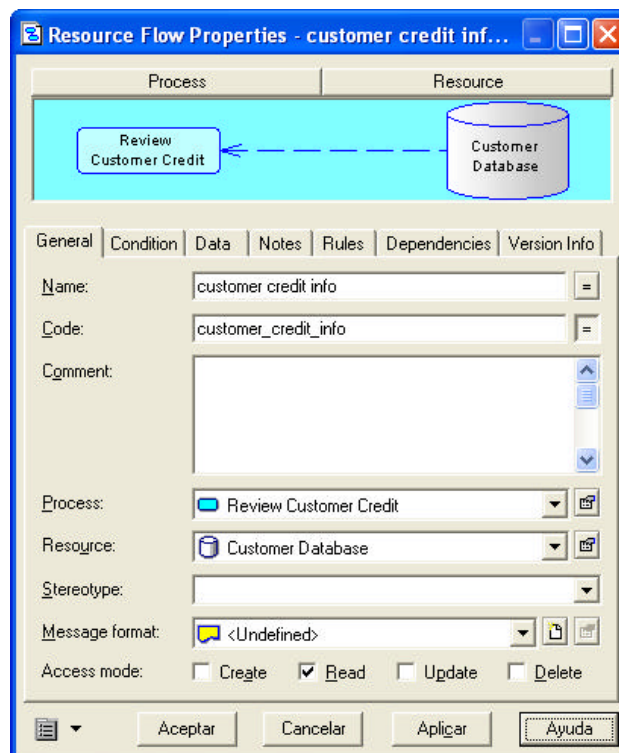 Resource Flow Properties - customer credit inf...
Process Resource
Review
Customer Credit
Customer
Database
General Condition Data Notes Rules Dependencies Version Info
Name: customer credit info =
Code: customer_credit_info =
Comment:
Process: Review Customer Credit
Resource: Customer Database
Stereotype:
Message format: <Undefined>
Access mode: Create Read Update Delete
Aceptar Cancelar Aplicar Ayuda